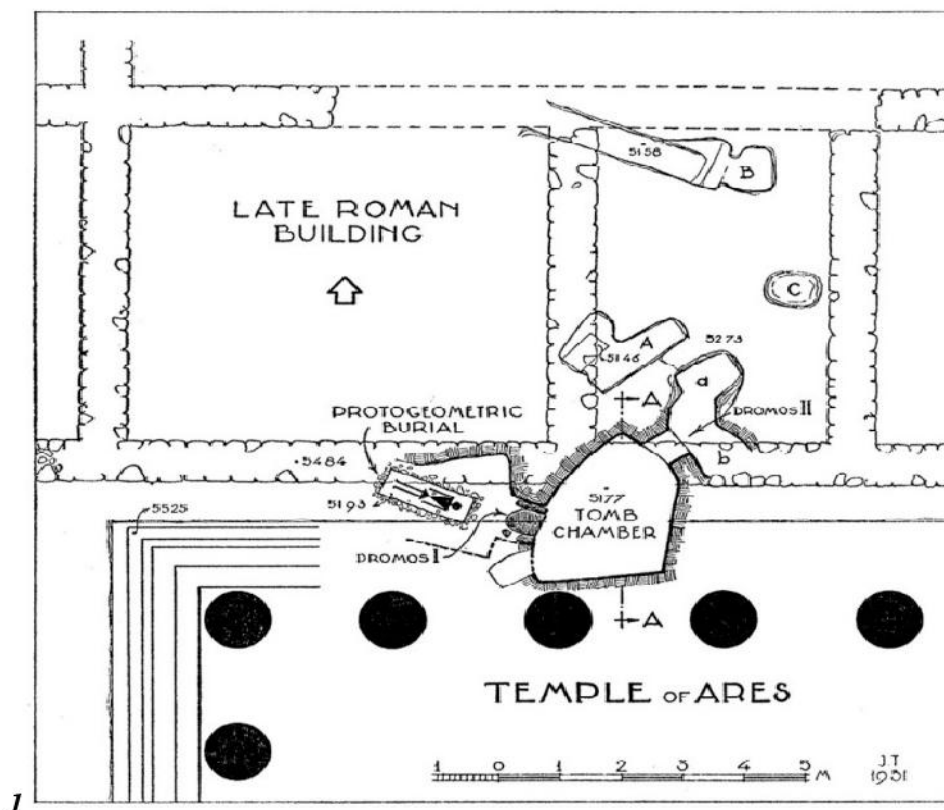 LATE ROMAN
BUILDING
5158
B
C
A
5146
5273
a
A
DROMOS II
b
PROTOGEOMETRIC
BURIAL
5484
5193
DROMOS I
5177
TOMB
CHAMBER
5525
A
TEMPLE OF ARES
1 0 1 2 3 4 5 M
J.T
1951
1